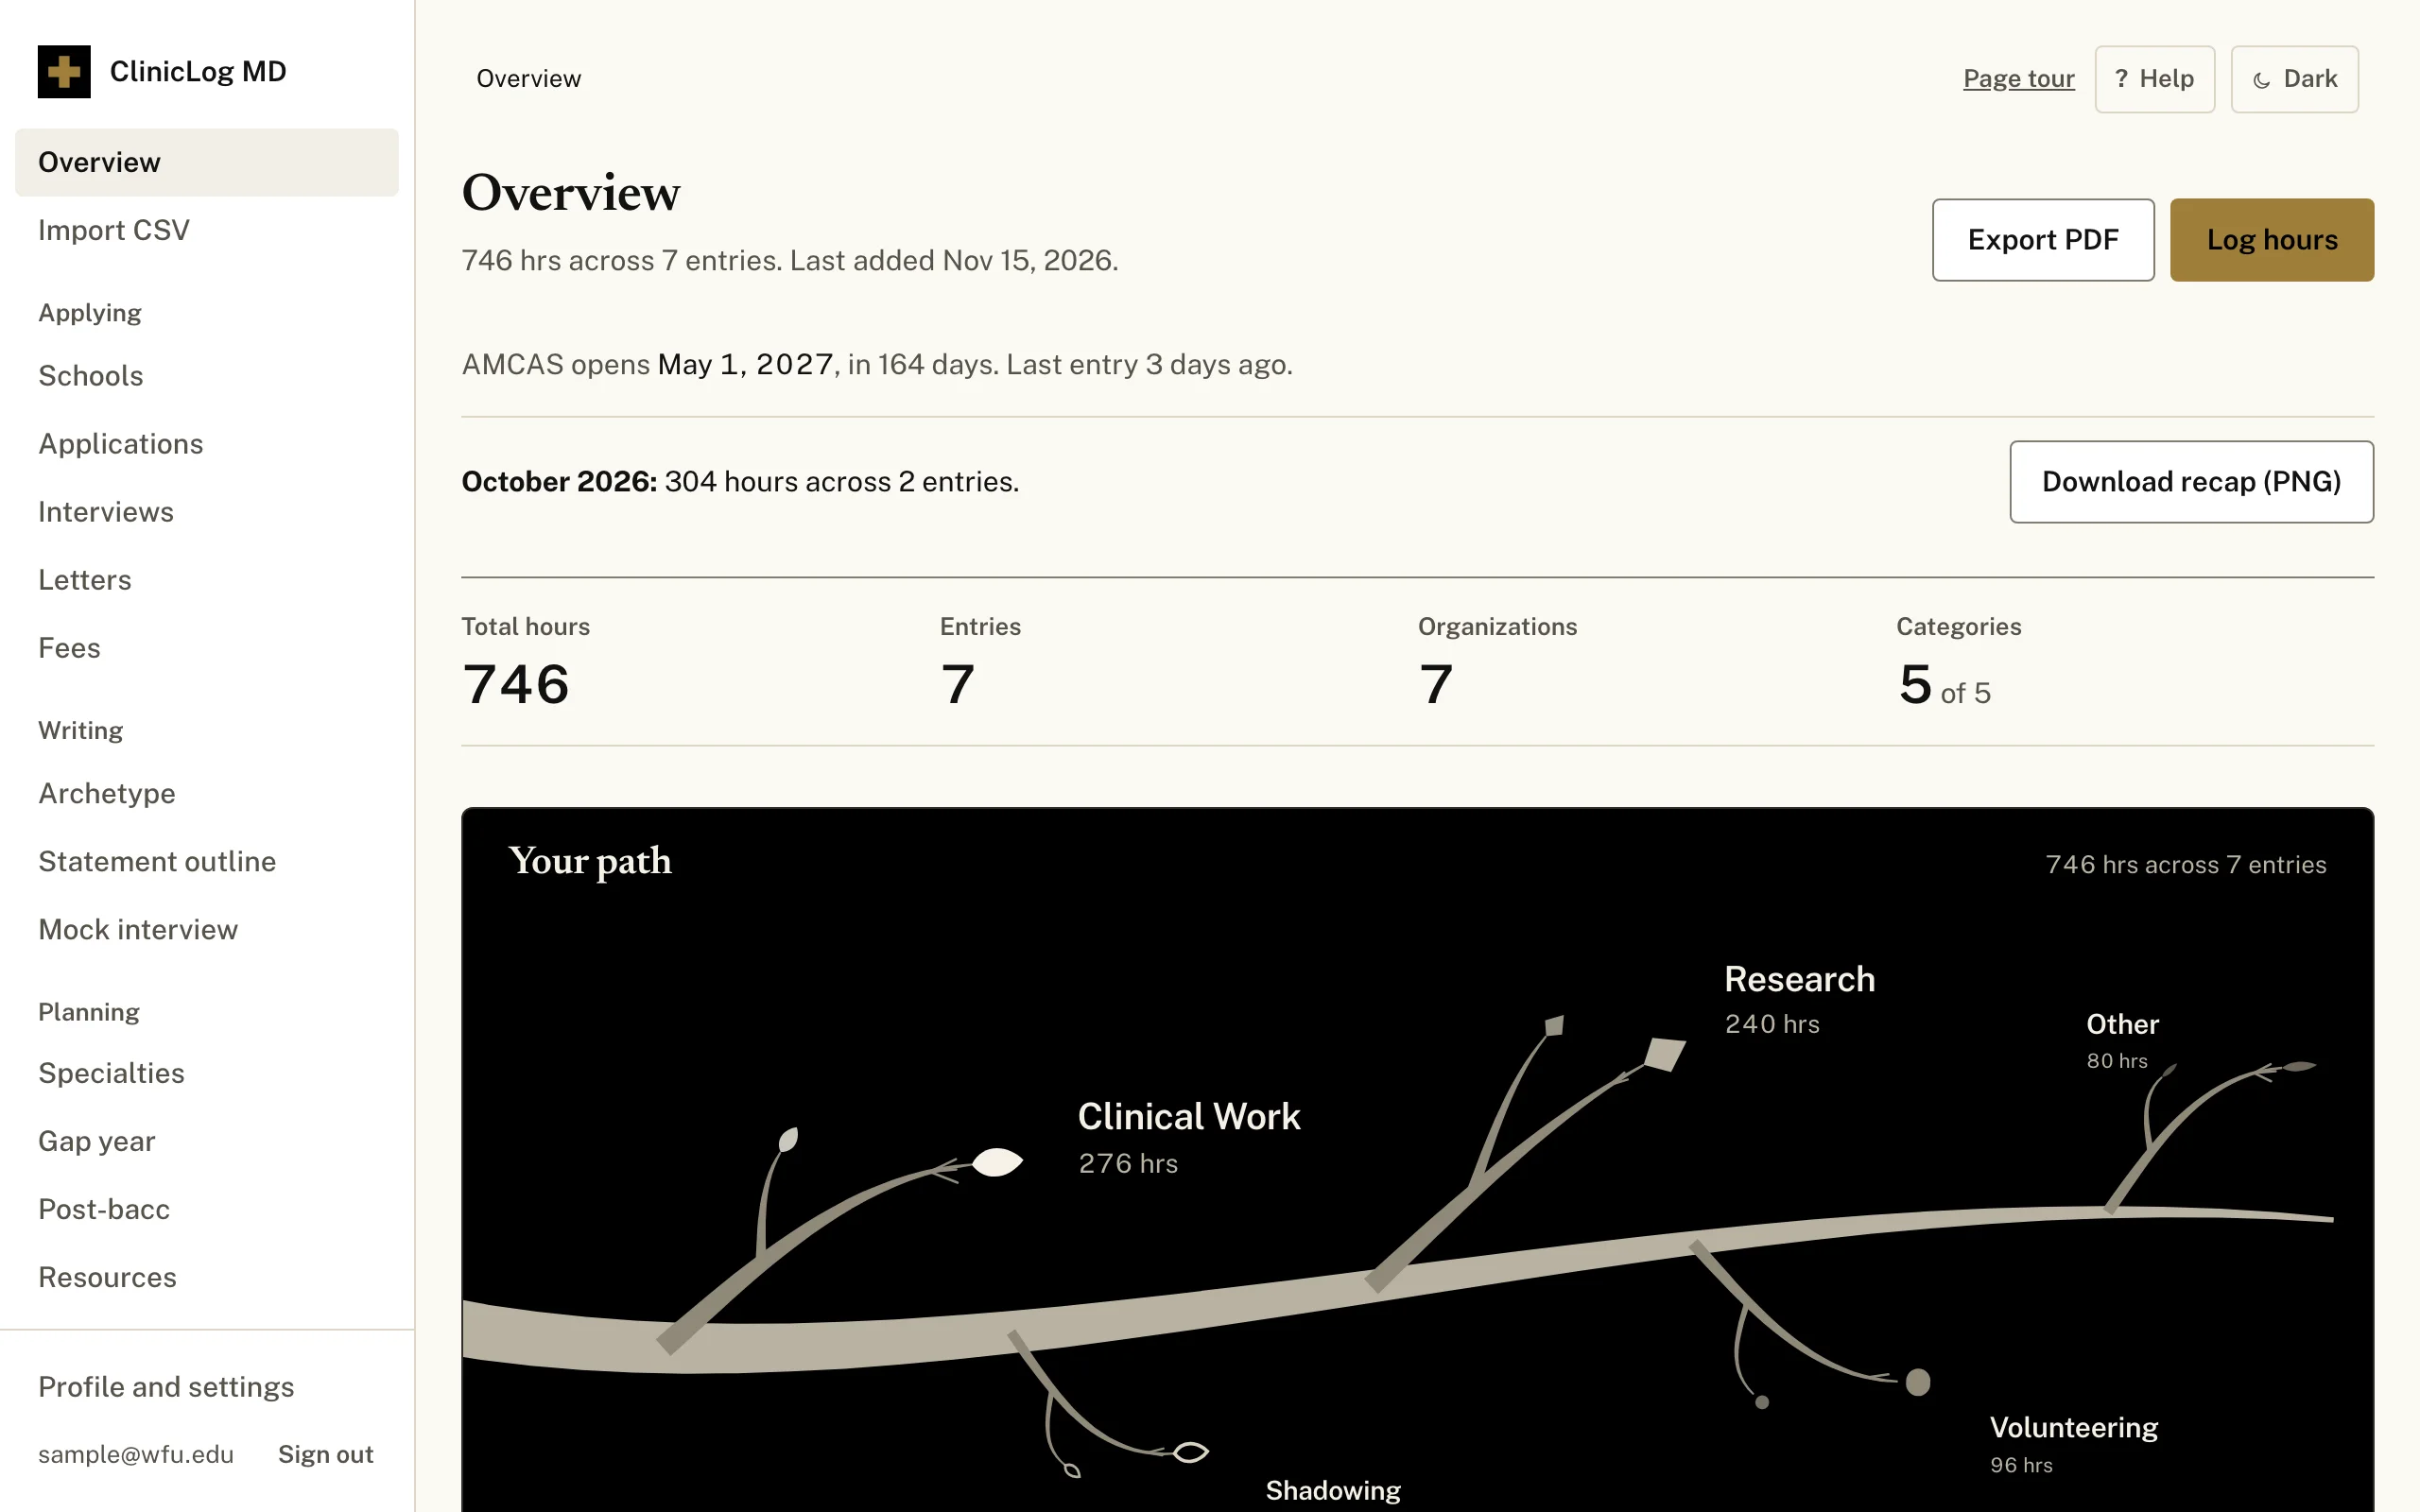 ClinicLog MD
Overview
Import CSV
Applying
Schools
Applications
Interviews
Letters
Fees
Writing
Archetype
Statement outline
Mock interview
Planning
Specialties
Gap year
Post-bacc
Resources
Profile and settings
sample@wfu.edu Sign out
Overview
Page tour
? Help
Dark
Overview
746 hrs across 7 entries. Last added Nov 15, 2026.
Export PDF
Log hours
AMCAS opens May 1, 2027, in 164 days. Last entry 3 days ago.
October 2026: 304 hours across 2 entries.
Download recap (PNG)
Total hours
746
Entries
7
Organizations
7
Categories
5 of 5
Your path
746 hrs across 7 entries
Research
240 hrs
Other
80 hrs
Clinical Work
276 hrs
Volunteering
96 hrs
Shadowing